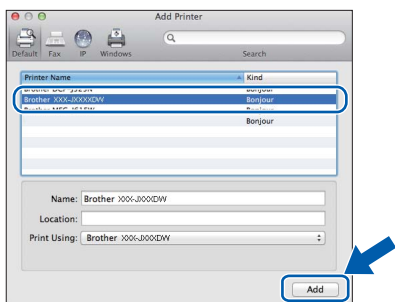 Add Printer
Default Fax IP Windows Search
Printer Name Kind
Brother XXX-JXXXXDW Bonjour
Bonjour
Name: Brother XXX-JXXXDW
Location:
Print Using: Brother XXX-JXXXDW
Add